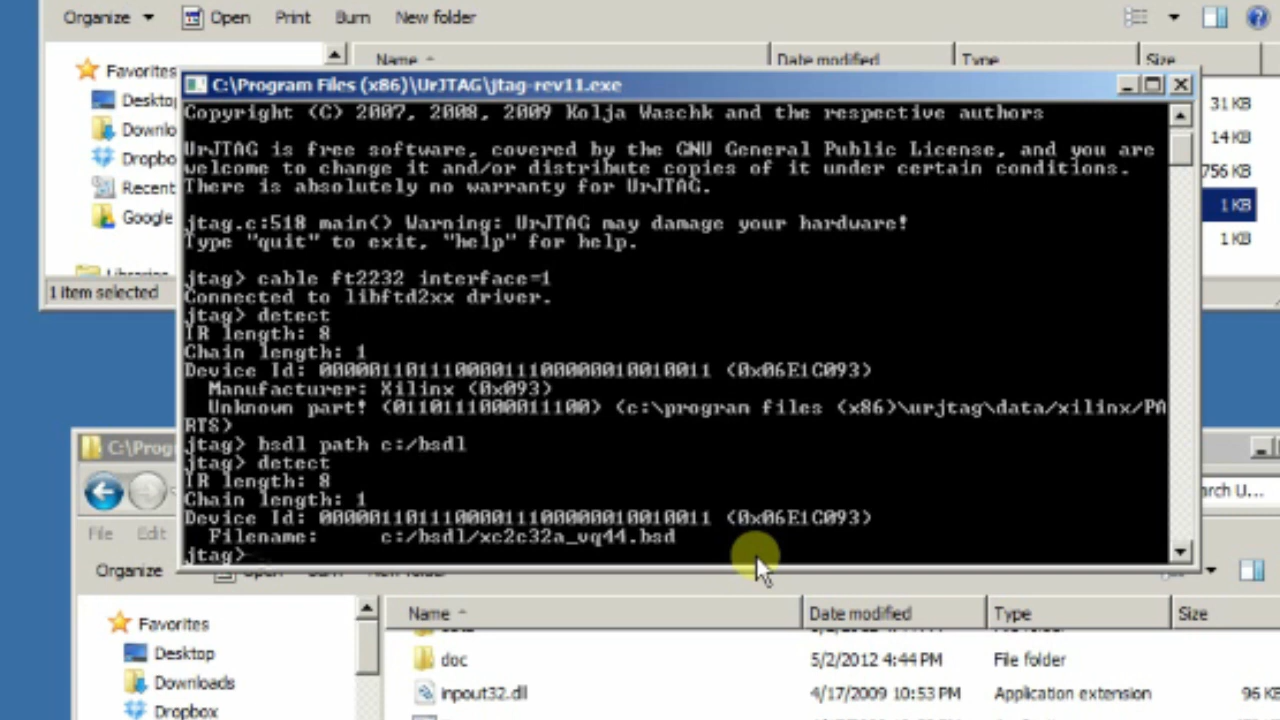 Organize Open Print Burn New folder
Favorites Name Date modified Type Size
C:\Program Files (x86)\UrJTAG\jtag-rev11.exe
Copyright (C) 2007, 2008, 2009 Kolja Waschk and the respective authors
31 KB
14 KB
756 KB
1 KB
1 KB
Deskto
Downlo
Dropbo
Recent
Google
1 item selected
UrJTAG is free software, covered by the GNU General Public License, and you are
welcome to change it and/or distribute copies of it under certain conditions.
There is absolutely no warranty for UrJTAG.
jtag.c:518 main() Warning: UrJTAG may damage your hardware!
Type "quit" to exit, "help" for help.
jtag> cable ft2232 interface=1
Connected to libftd2xx driver.
jtag> detect
IR length: 8
Chain length: 1
Device Id: 00000110111000011100000010010011 (0x06E1C093)
Manufacturer: Xilinx (0x093)
Unknown part! (0110111000011100) (c:\program files (x86)\urjtag\data/xilinx/PA
RTS)
jtag> bsdl path c:/bsdl
jtag> detect
IR length: 8
Chain length: 1
Device Id: 00000110111000011100000010010011 (0x06E1C093)
Filename: c:/bsdl/xc2c32a_vq44.bsd
jtag>
C:\Prog
arch U...
File Edit
Organize
Favorites
Desktop
Downloads
Dropbox
Name Date modified Type Size
doc 5/2/2012 4:44 PM File folder
inpout32.dll 4/17/2009 10:53 PM Application extension 96 KB